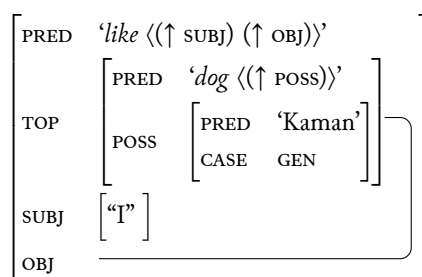 PRED ‘like ⟨(↑ SUBJ) (↑ OBJ)⟩’
PRED ‘dog ⟨(↑ POSS)⟩’
TOP
PRED ‘Kaman’
POSS
CASE GEN
SUBJ “I”
OBJ